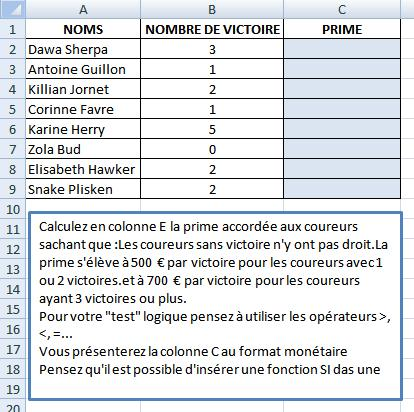 A B C
1 NOMS NOMBRE DE VICTOIRE PRIME
2 Dawa Sherpa 3
3 Antoine Guillon 1
4 Killian Jornet 2
5 Corinne Favre 1
6 Karine Herry 5
7 Zola Bud 0
8 Elisabeth Hawker 2
9 Snake Plisken 2
10
11 Calculez en colonne E la prime accordée aux coureurs
12 sachant que :Les coureurs sans victoire n'y ont pas droit.La
13 prime s'élève à 500 € par victoire pour les coureurs avec 1
14 ou 2 victoires.et à 700 € par victoire pour les coureurs
ayant 3 victoires ou plus.
15 Pour votre "test" logique pensez à utiliser les opérateurs >,
16 <, =...
17 Vous présenterez la colonne C au format monétaire
18 Pensez qu'il est possible d'insérer une fonction SI das une
19
20